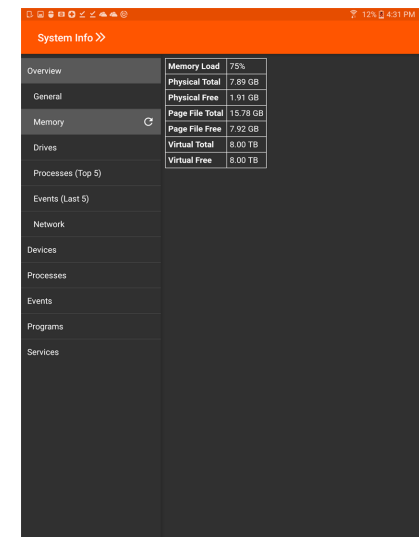 12% 4:31 PM
System Info
Overview
General
Memory
Drives
Processes (Top 5)
Events (Last 5)
Network
Devices
Processes
Events
Programs
Services
Memory Load 75%
Physical Total 7.89 GB
Physical Free 1.91 GB
Page File Total 15.78 GB
Page File Free 7.92 GB
Virtual Total 8.00 TB
Virtual Free 8.00 TB